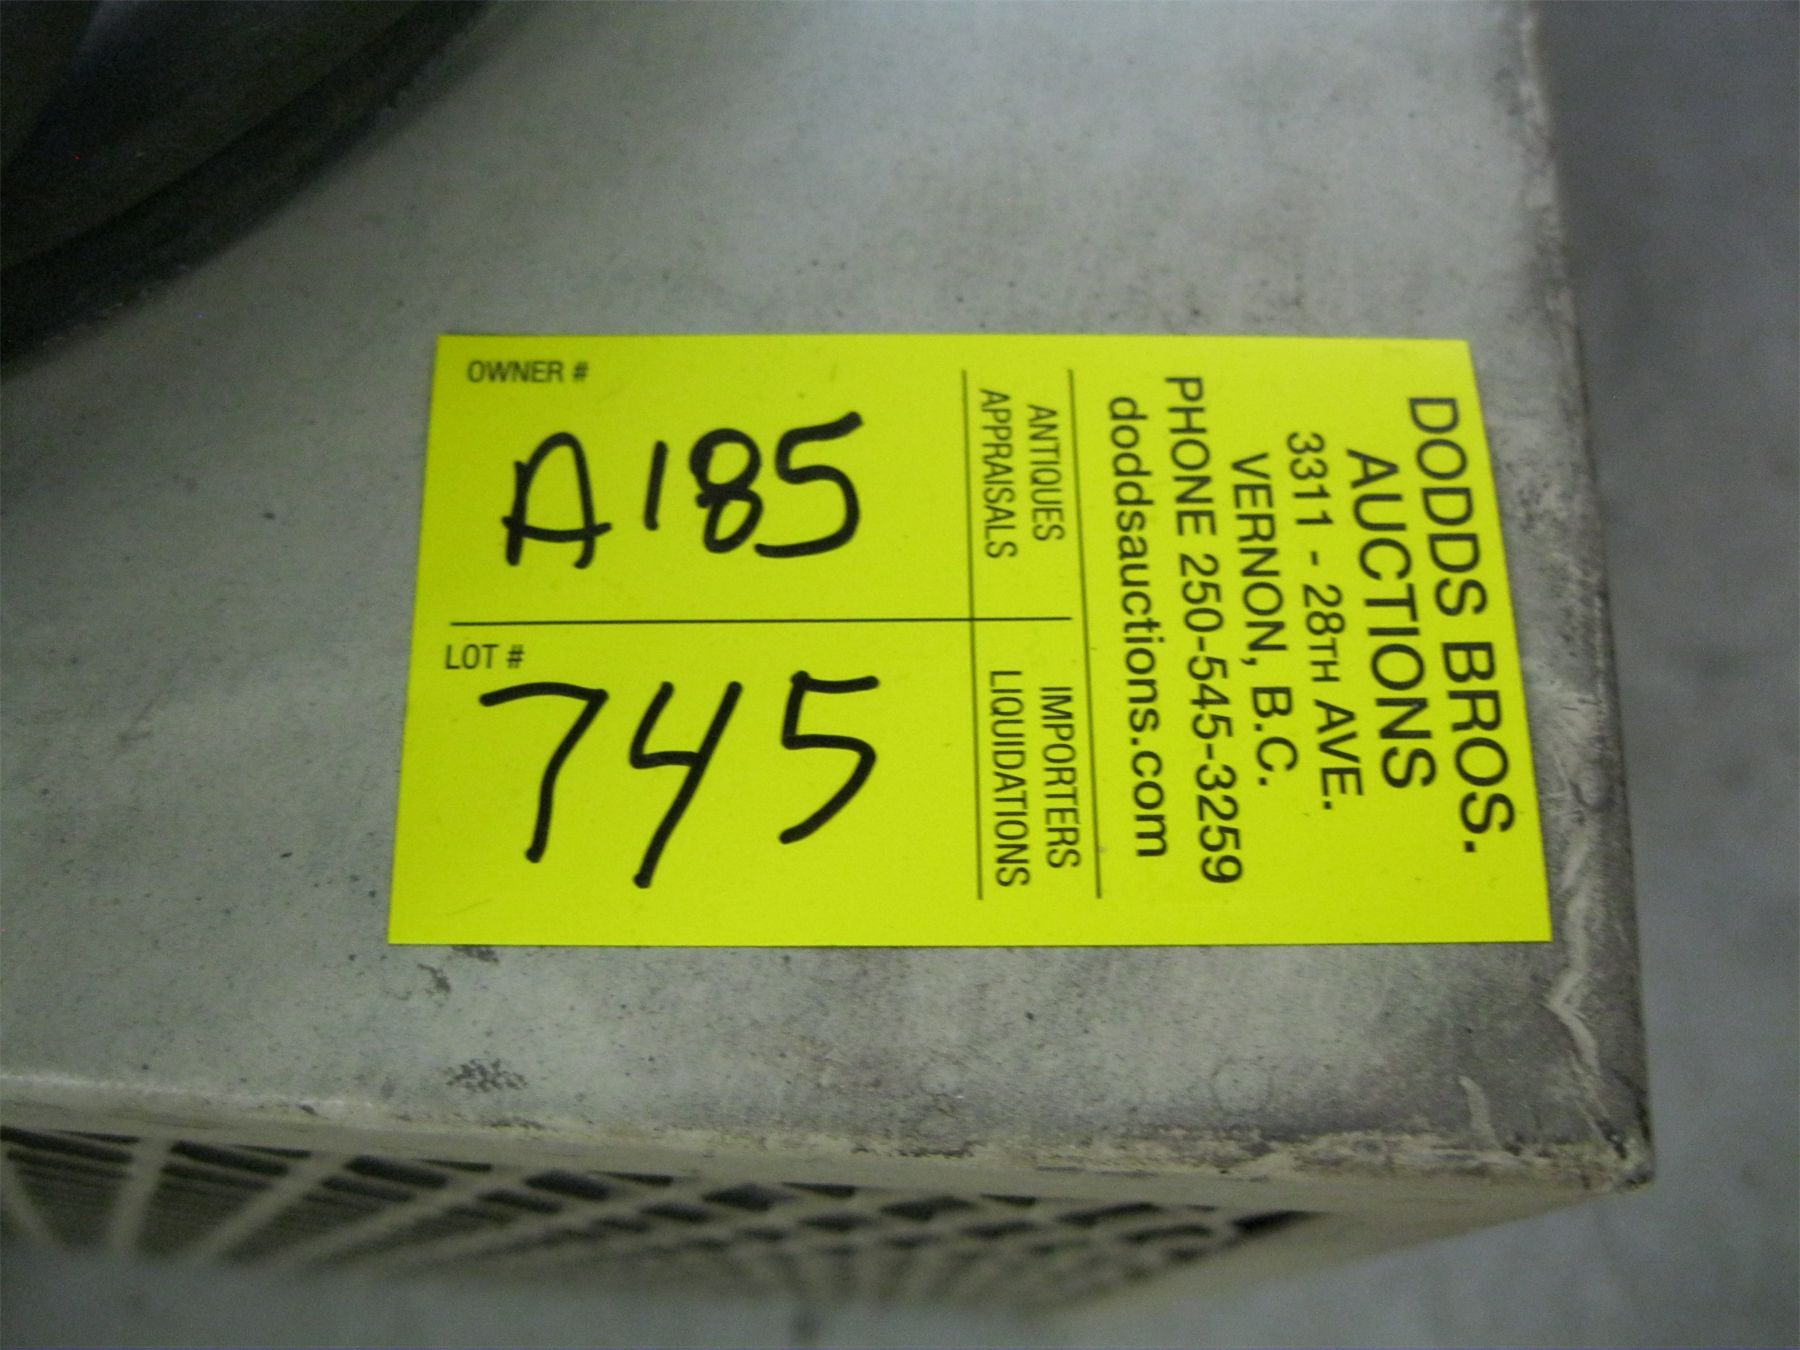 DODDS BROS.
AUCTIONS
3311 - 28TH AVE.
VERNON, B.C.
PHONE 250-545-3259
doddsauctions.com
ANTIQUES IMPORTERS
APPRAISALS LIQUIDATIONS
OWNER #
A185
LOT #
745